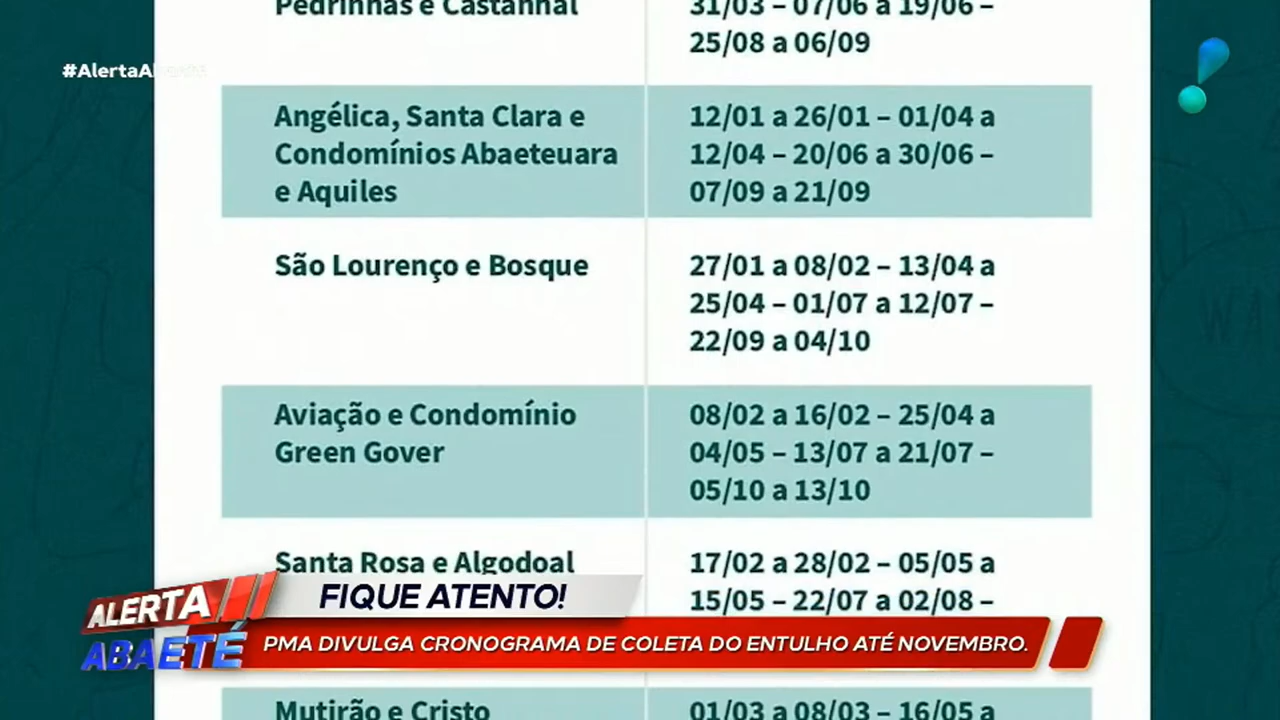 Pedrinhas e Castanhal
31/03 – 07/06 a 19/06 –
25/08 a 06/09
#AlertaA
Angélica, Santa Clara e
Condomínios Abaeteuara
e Aquiles
12/01 a 26/01 – 01/04 a
12/04 – 20/06 a 30/06 –
07/09 a 21/09
São Lourenço e Bosque
27/01 a 08/02 – 13/04 a
25/04 – 01/07 a 12/07 –
22/09 a 04/10
Aviação e Condomínio
Green Gover
08/02 a 16/02 – 25/04 a
04/05 – 13/07 a 21/07 –
05/10 a 13/10
Santa Rosa e Algodoal
17/02 a 28/02 – 05/05 a
15/05 – 22/07 a 02/08 –
FIQUE ATENTO!
ALERTA
ABAETÉ
PMA DIVULGA CRONOGRAMA DE COLETA DO ENTULHO ATÉ NOVEMBRO.
Mutirão e Cristo
01/03 a 08/03 – 16/05 a